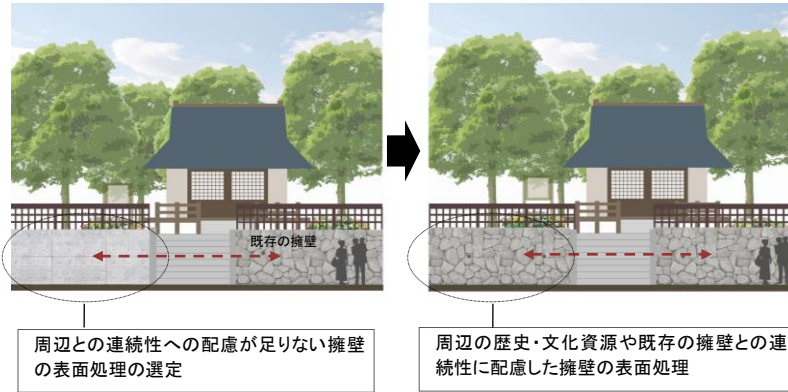 既存の擁壁
周辺との連続性への配慮が足りない擁壁
の表面処理の選定
周辺の歴史・文化資源や既存の擁壁との連
続性に配慮した擁壁の表面処理